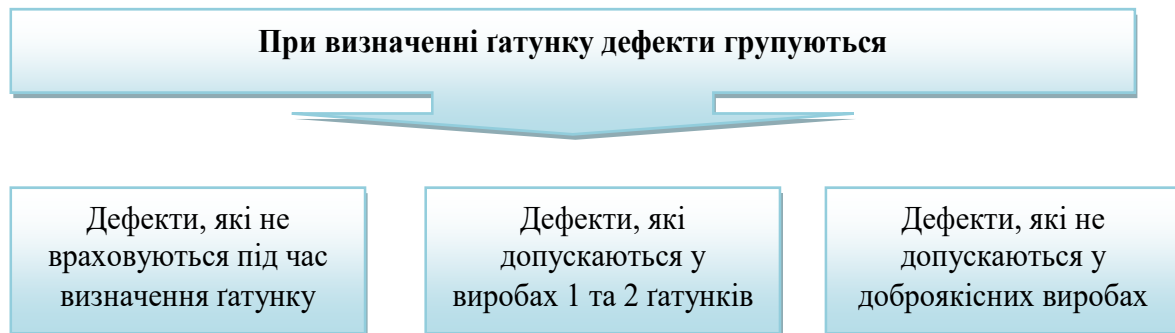 При визначенні ґатунку дефекти групуються
Дефекти, які не
враховуються під час
визначення ґатунку
Дефекти, які
допускаються у
виробах 1 та 2 ґатунків
Дефекти, які не
допускаються у
доброякісних виробах